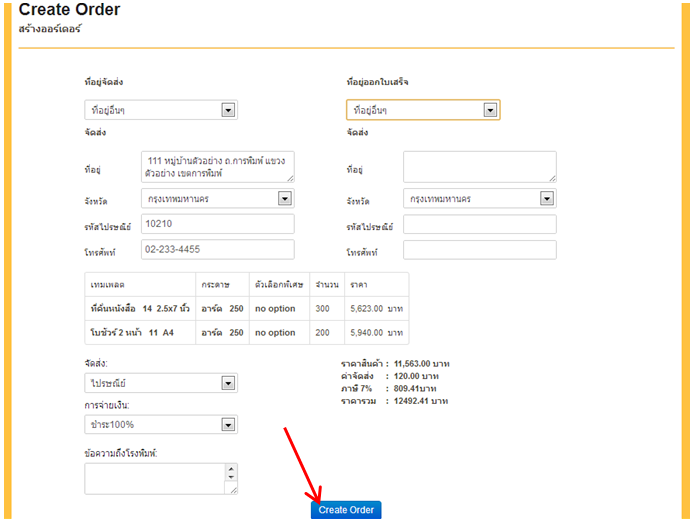 Create Order
สร้างออร์เดอร์
ที่อยู่จัดส่ง
ที่อยู่อื่นๆ
จัดส่ง
ที่อยู่ 111 หมู่บ้านตัวอย่าง ถ.การพิมพ์ แขวง
ตัวอย่าง เขตการพิมพ์
จังหวัด กรุงเทพมหานคร
รหัสไปรษณีย์ 10210
โทรศัพท์ 02-233-4455
ที่อยู่ออกใบเสร็จ
ที่อยู่อื่นๆ
จัดส่ง
ที่อยู่
จังหวัด กรุงเทพมหานคร
รหัสไปรษณีย์
โทรศัพท์
เทมเพลต กระดาษ ตัวเลือกพิเศษ จำนวน ราคา
ที่คั่นหนังสือ 14 2.5x7 นิ้ว อาร์ต 250 no option 300 5,623.00 บาท
โบชัวร์ 2 หน้า 11 A4 อาร์ต 250 no option 200 5,940.00 บาท
จัดส่ง:
ไปรษณีย์
การจ่ายเงิน:
ชำระ100%
ข้อความถึงโรงพิมพ์:
ราคาสินค้า : 11,563.00 บาท
ค่าจัดส่ง : 120.00 บาท
ภาษี 7% : 809.41บาท
ราคารวม : 12492.41 บาท
Create Order